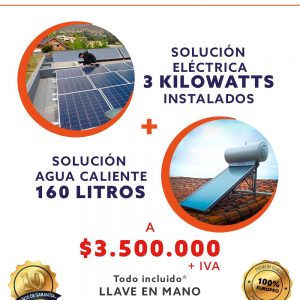 SOLUCIÓN
ELÉCTRICA
3 KILOWATTS
INSTALADOS
+
SOLUCIÓN
AGUA CALIENTE
160 LITROS
A
$3.500.000
+ IVA
Todo incluido*
LLAVE EN MANO
10
100%
EUROPEO